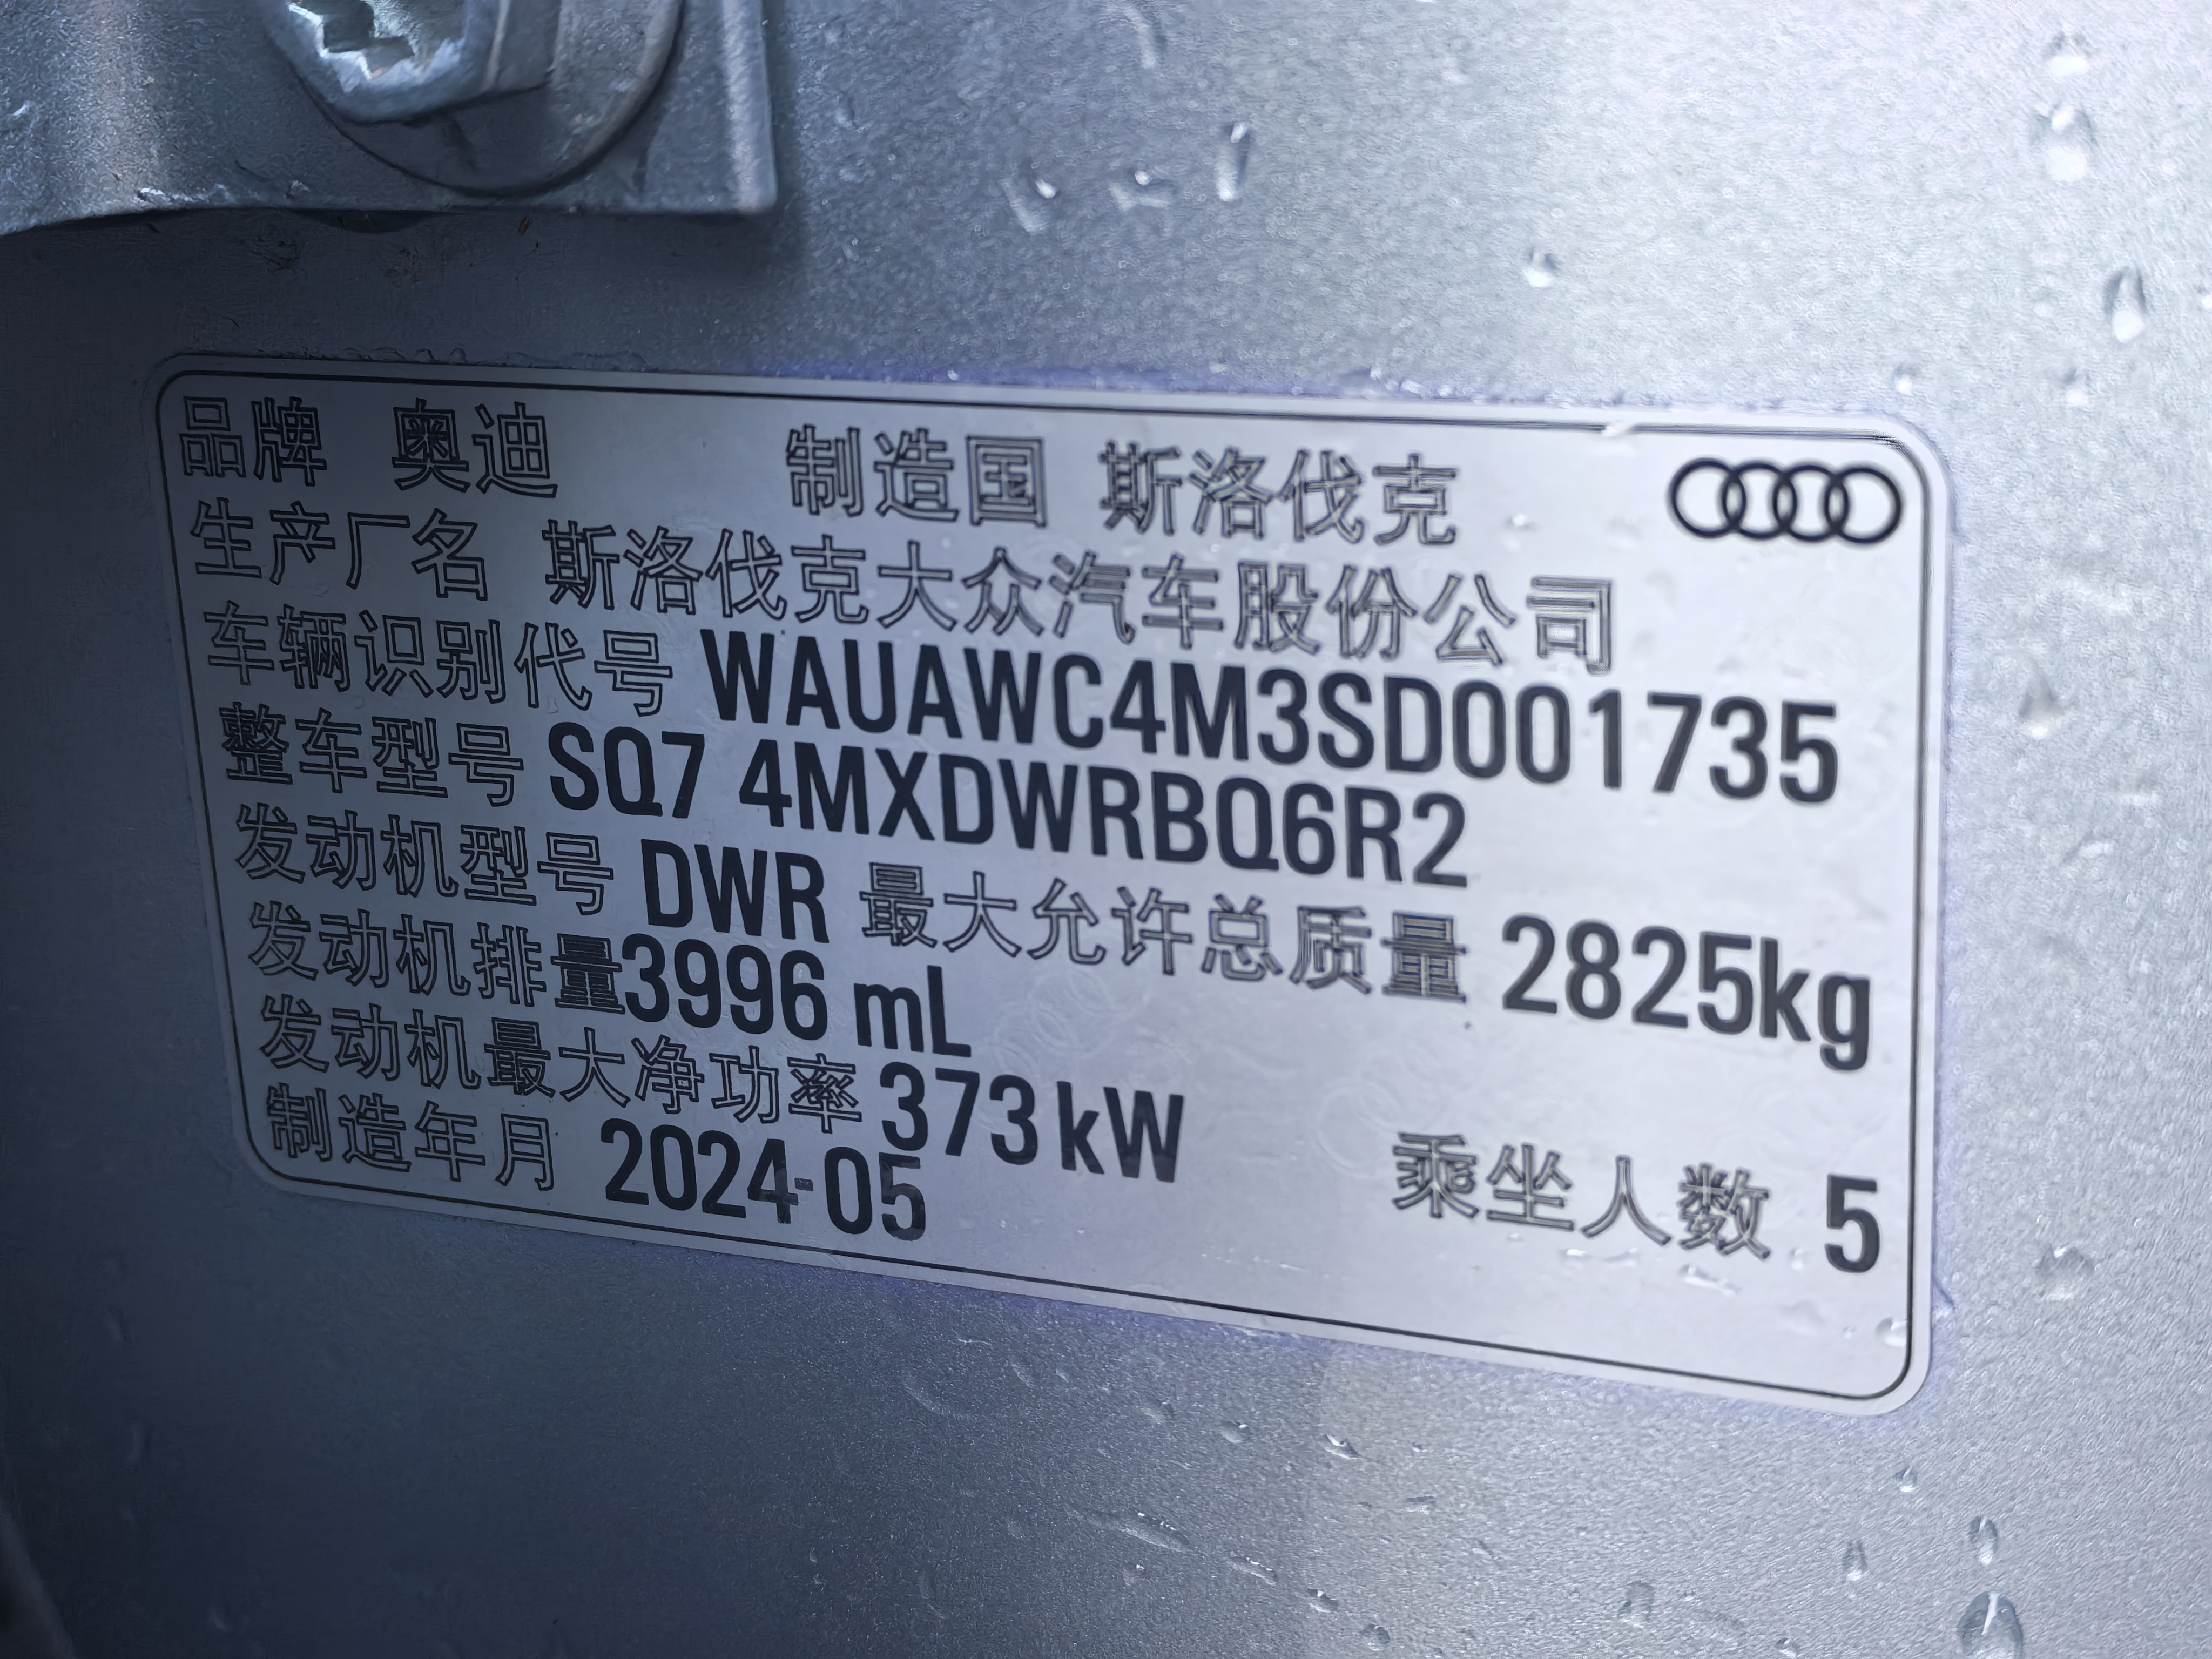 品牌 奥迪 制造国 斯洛伐克
生产厂名 斯洛伐克大众汽车股份公司
车辆识别代号 WAUAWC4M3SD001735
整车型号 SQ7 4MXDWRBQ6R2
发动机型号 DWR 最大允许总质量 2825kg
发动机排量3996 mL
发动机最大净功率 373 kW
制造年月 2024-05 乘坐人数 5